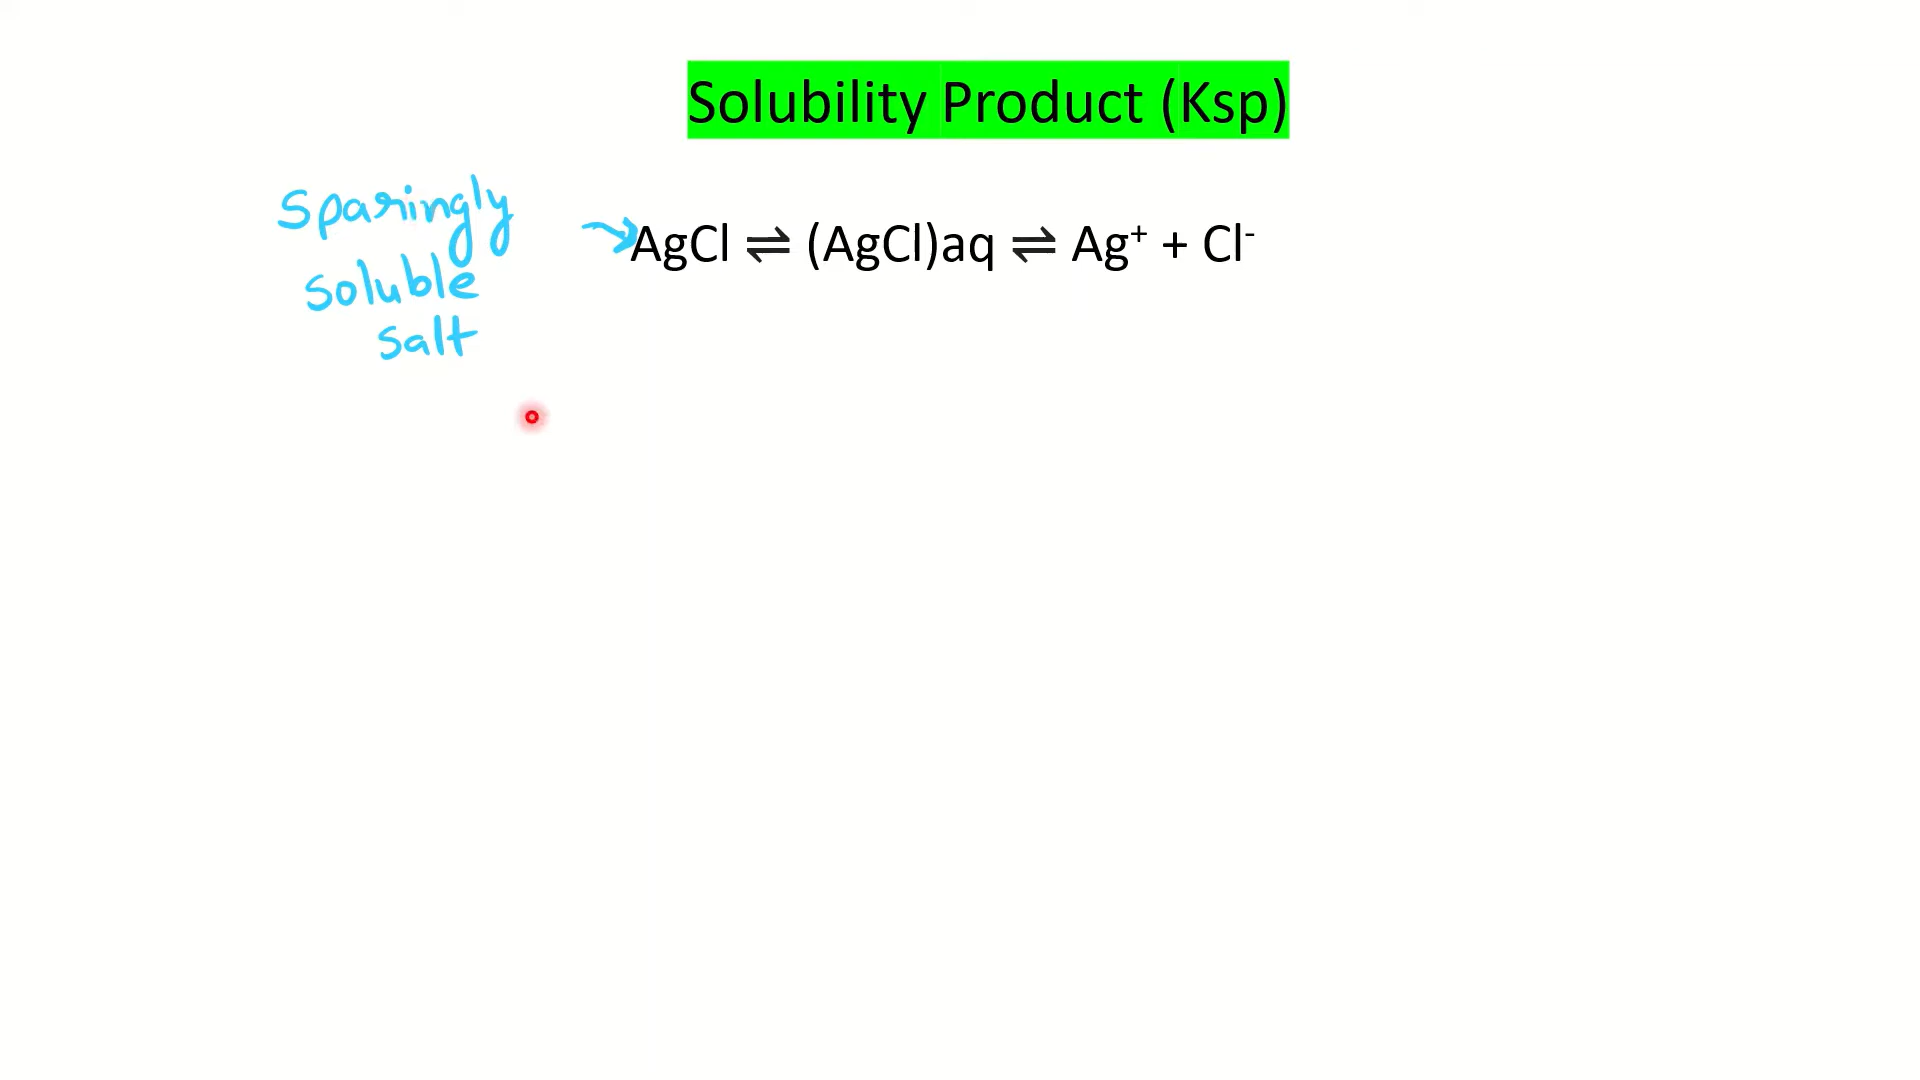 Solubility Product (Ksp)
Sparingly
soluble
salt
AgCl ⇌ (AgCl)aq ⇌ Ag⁺ + Cl⁻